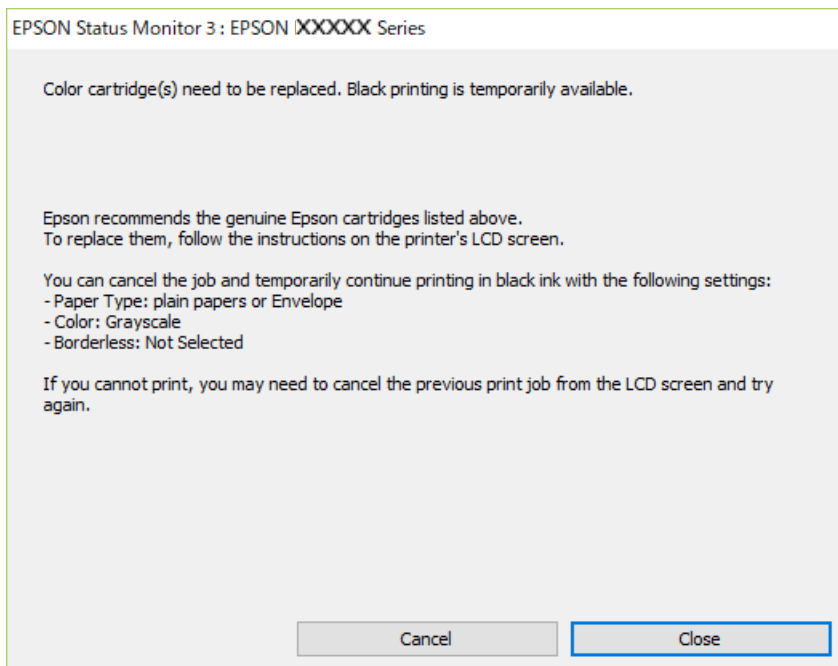 EPSON Status Monitor 3 : EPSON XXXXX Series
Color cartridge(s) need to be replaced. Black printing is temporarily available.
Epson recommends the genuine Epson cartridges listed above.
To replace them, follow the instructions on the printer's LCD screen.
You can cancel the job and temporarily continue printing in black ink with the following settings:
- Paper Type: plain papers or Envelope
- Color: Grayscale
- Borderless: Not Selected
If you cannot print, you may need to cancel the previous print job from the LCD screen and try
again.
Cancel
Close